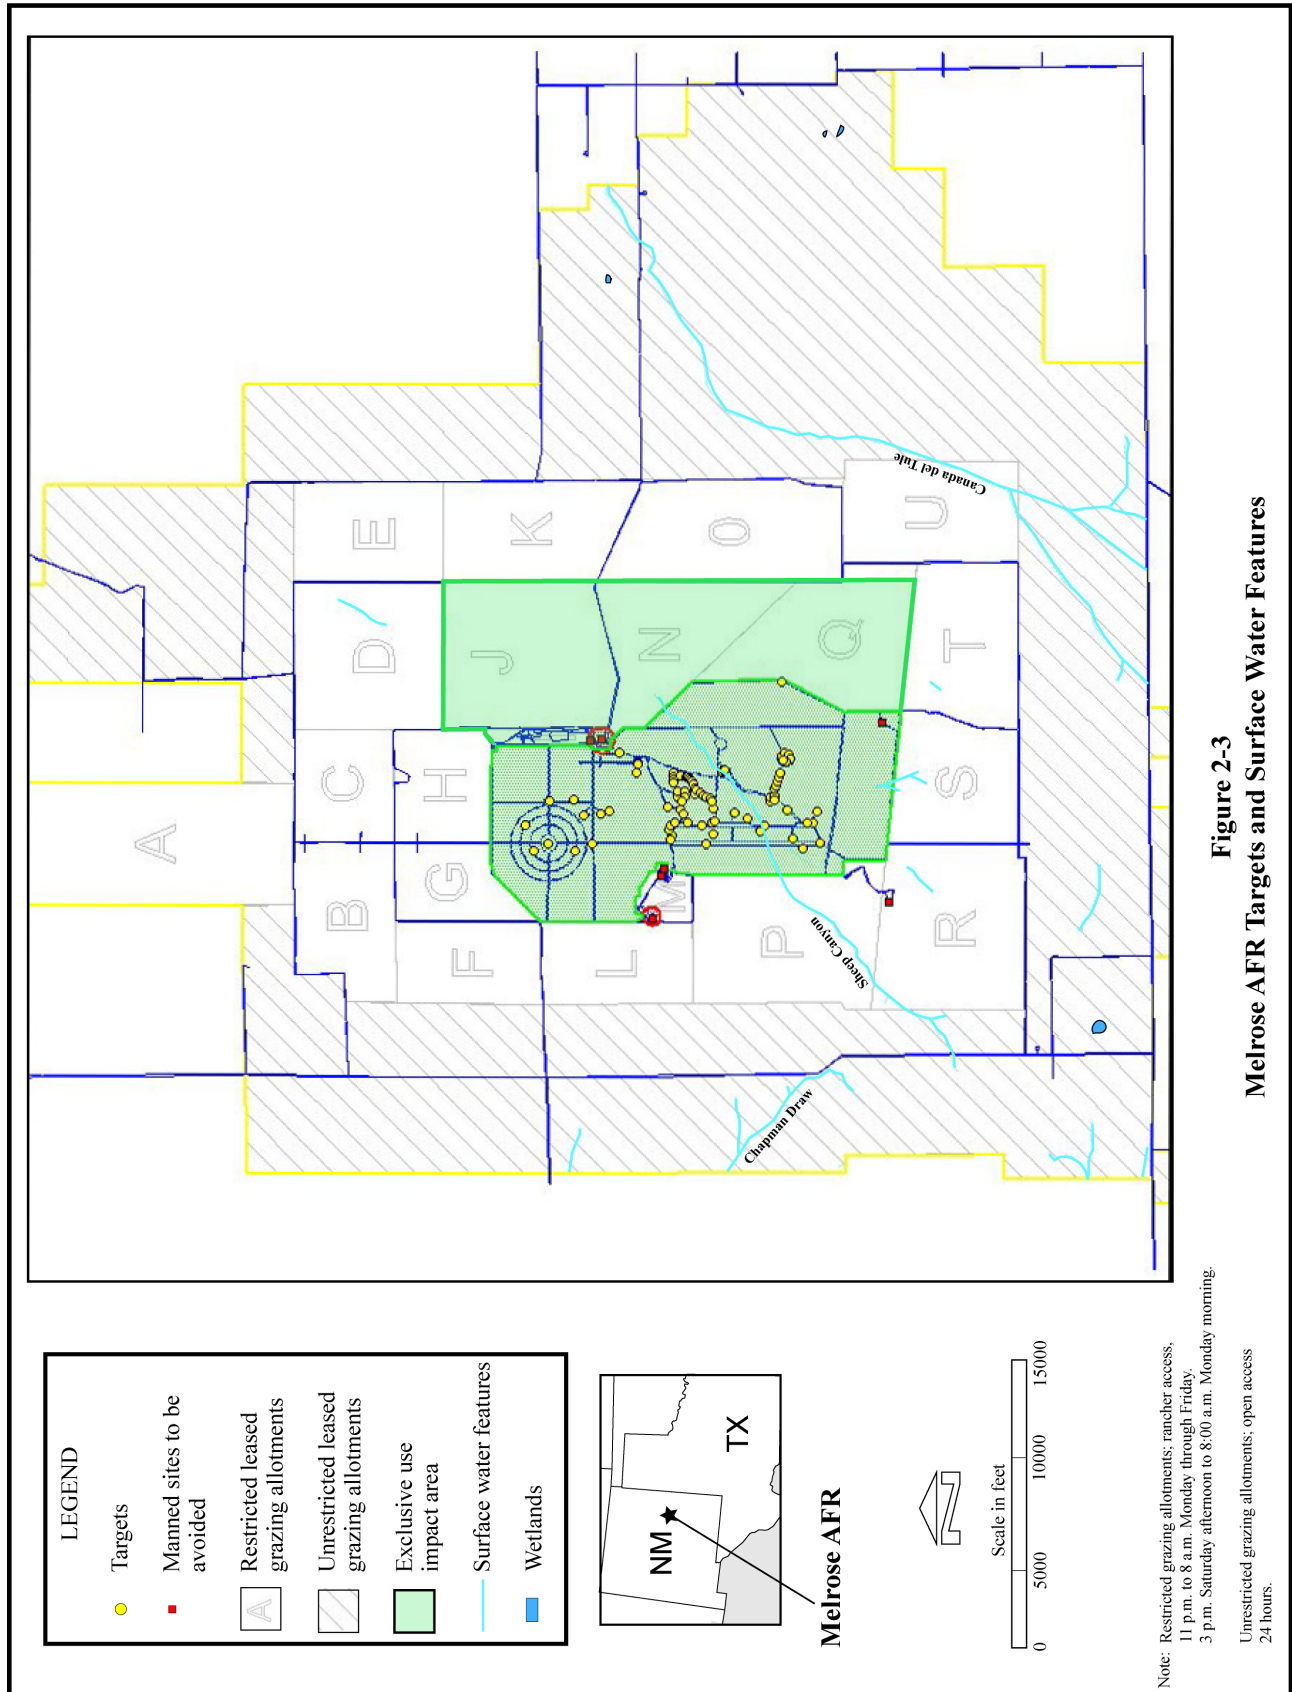 LEGEND
Targets
Manned sites to be
avoided
A
Restricted leased
grazing allotments
Unrestricted leased
grazing allotments
Exclusive use
impact area
Surface water features
Wetlands
NM
TX
Melrose AFR
N
Scale in feet
0
5000
10000
15000
Note: Restricted grazing allotments; rancher access,
11 p.m. to 8 a.m. Monday through Friday.
3 p.m. Saturday afternoon to 8:00 a.m. Monday morning.
Unrestricted grazing allotments; open access
24 hours.
A
B
C
D
E
F
G
H
J
K
L
M
N
O
P
Q
R
S
T
U
Chapman Draw
Sheep Canyon
Canada del Tule
Figure 2-3
Melrose AFR Targets and Surface Water Features